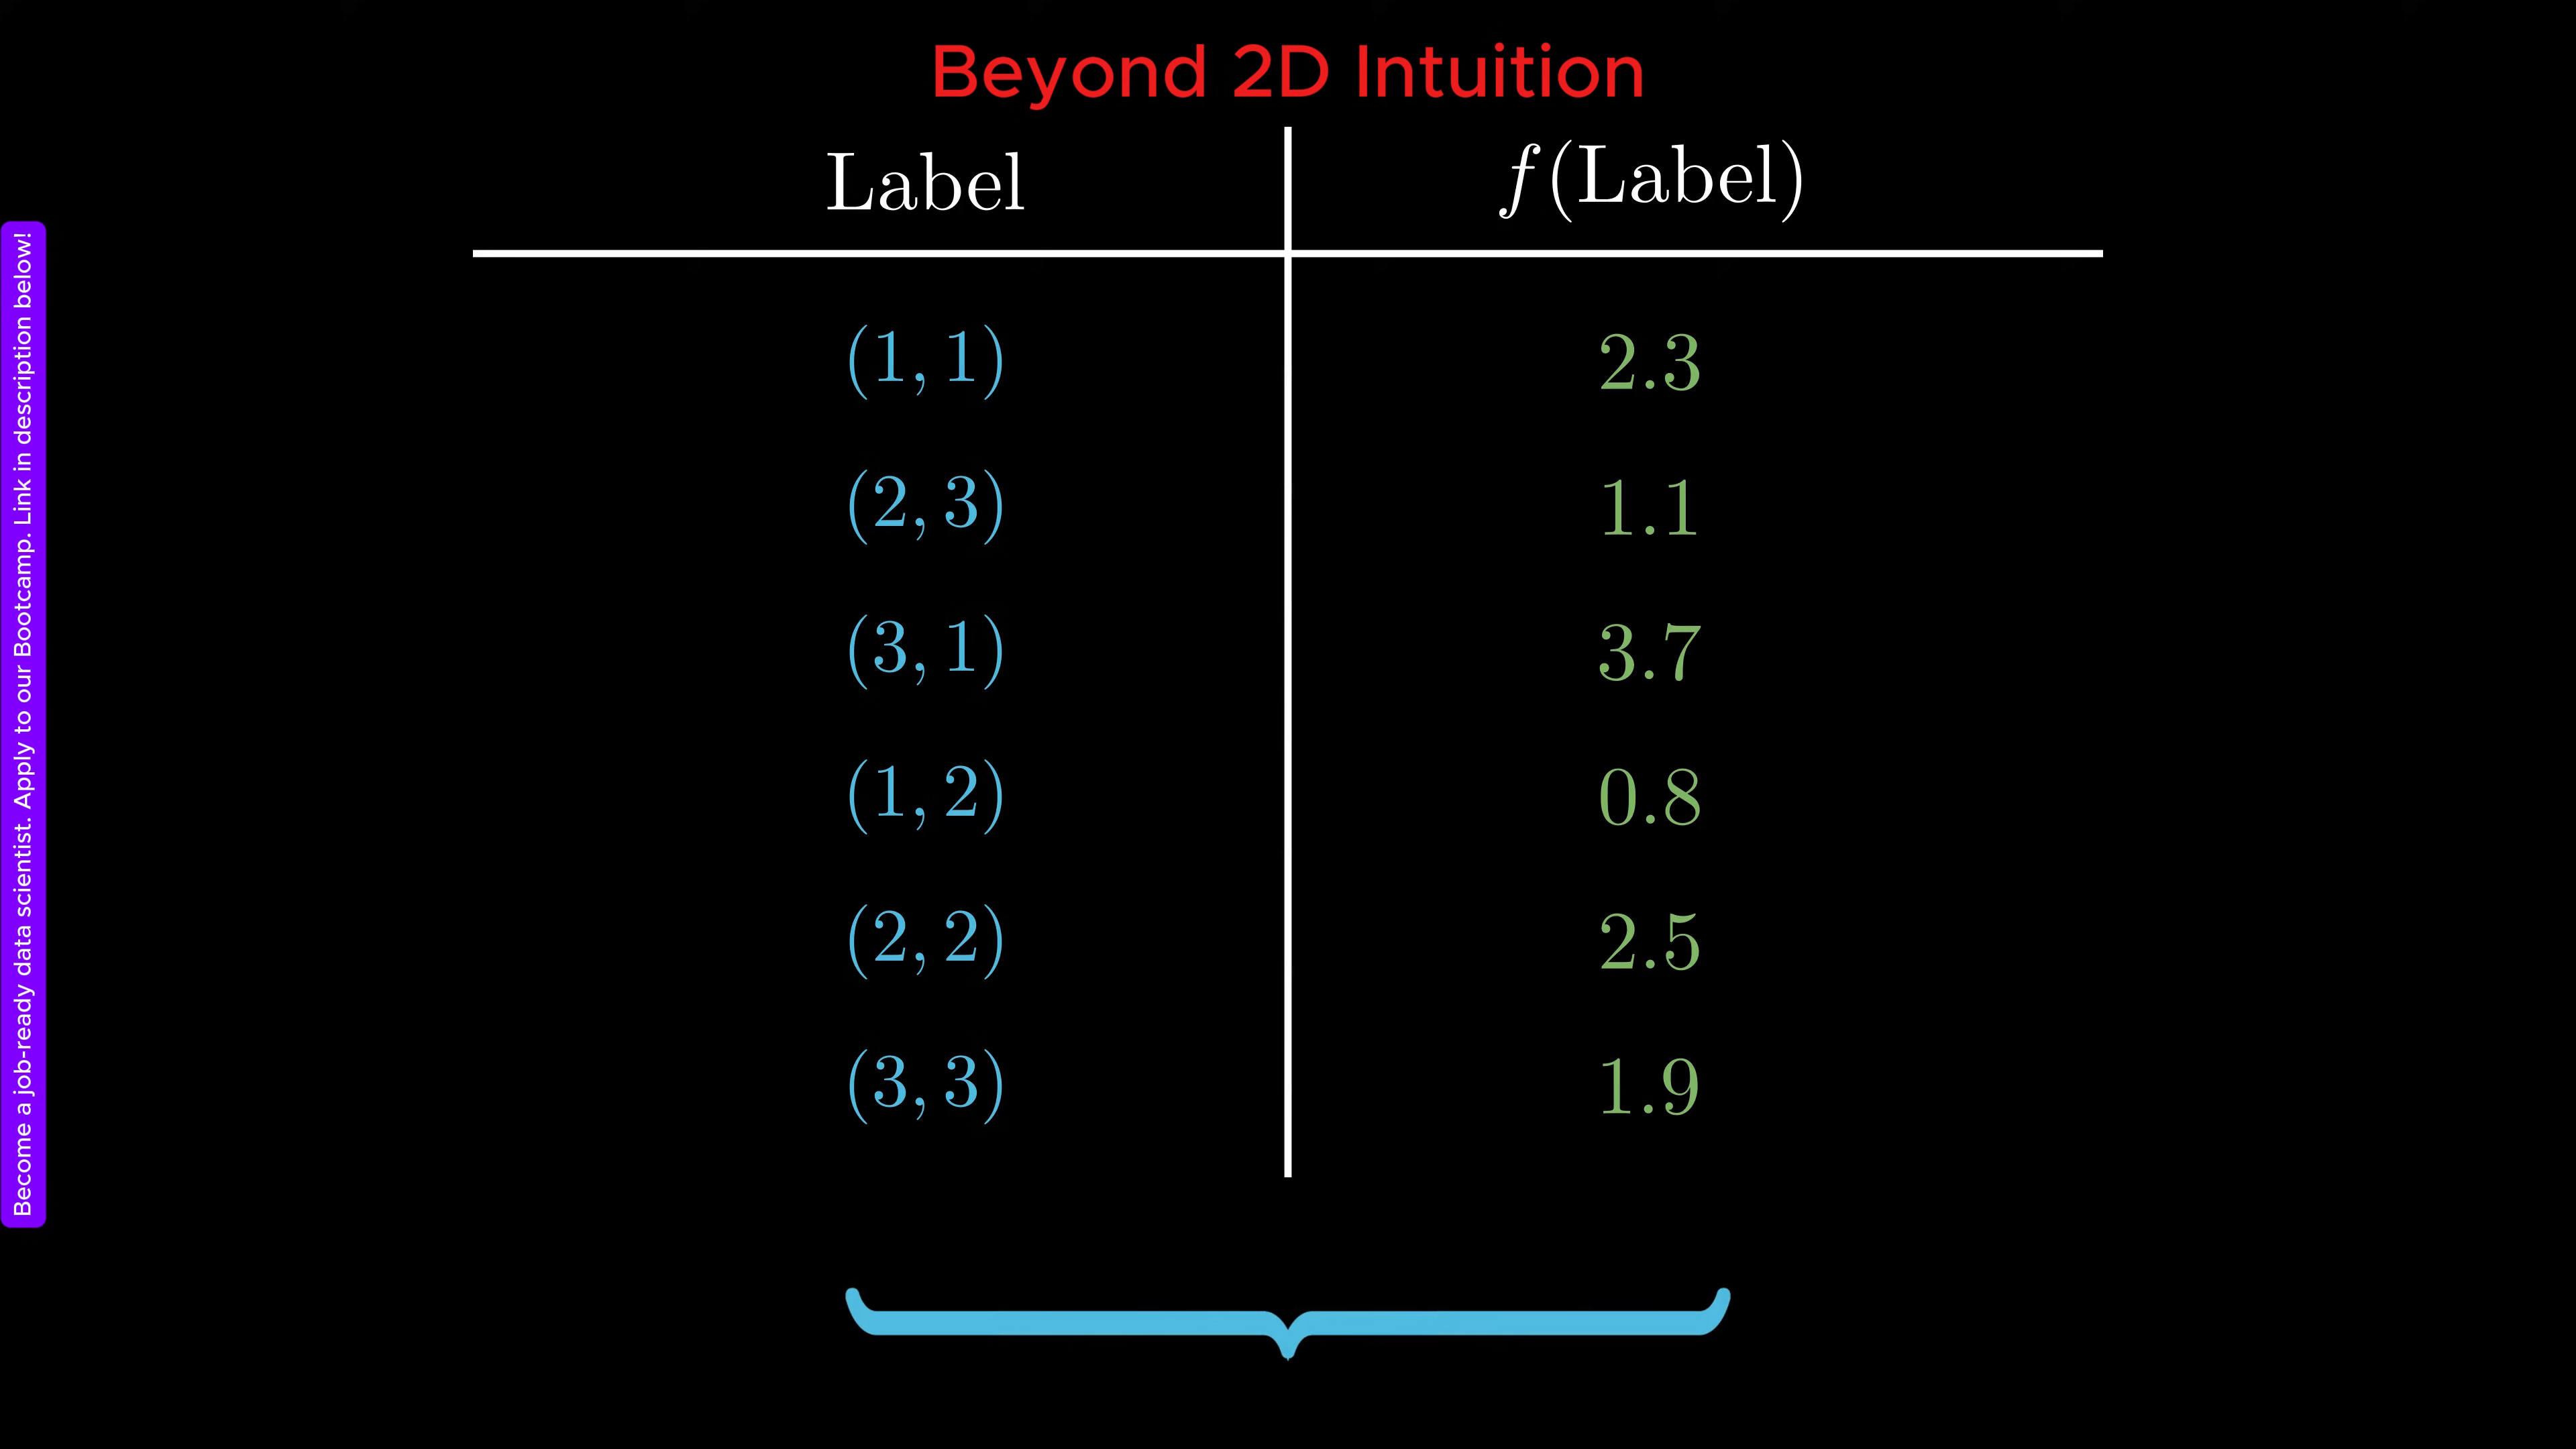 Beyond 2D Intuition
Label f(Label)
(1, 1) 2.3
(2, 3) 1.1
(3, 1) 3.7
(1, 2) 0.8
(2, 2) 2.5
(3, 3) 1.9
Become a job-ready data scientist. Apply to our Bootcamp. Link in description below!